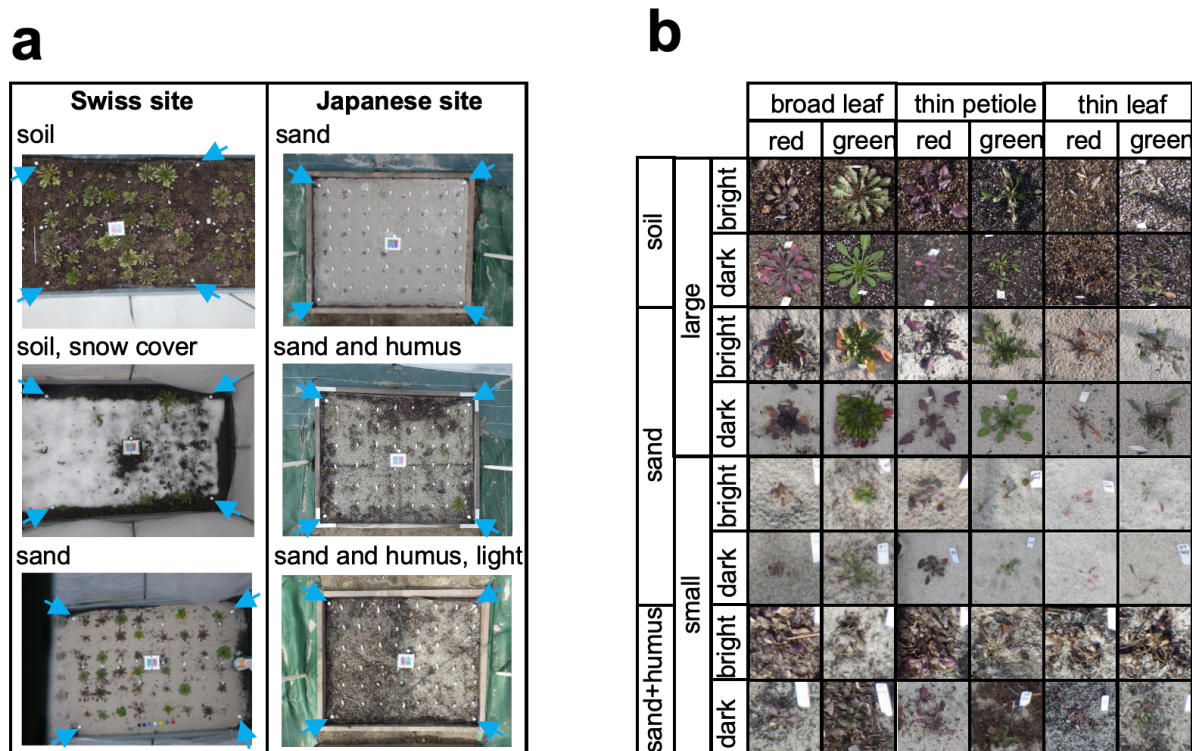 a
Swiss site
Japanese site
soil
sand
soil, snow cover
sand and humus
sand
sand and humus, light
b
broad leaf
thin petiole
thin leaf
red
green
red
green
red
green
soil
sand
sand+humus
large
small
bright
dark
bright
dark
bright
dark
bright
dark